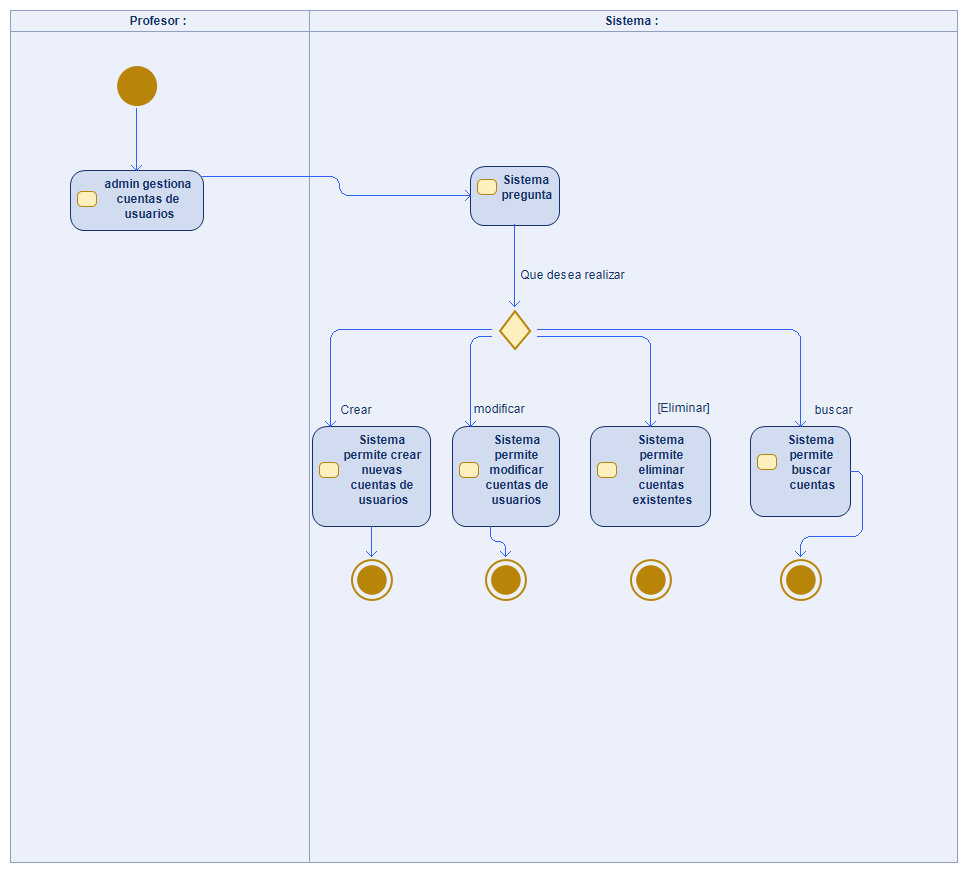 Profesor :
Sistema :
admin gestiona
cuentas de
usuarios
Sistema
pregunta
Que desea realizar
Crear
modificar
[Eliminar]
buscar
Sistema
permite crear
nuevas
cuentas de
usuarios
Sistema
permite
modificar
cuentas de
usuarios
Sistema
permite
eliminar
cuentas
existentes
Sistema
permite
buscar
cuentas